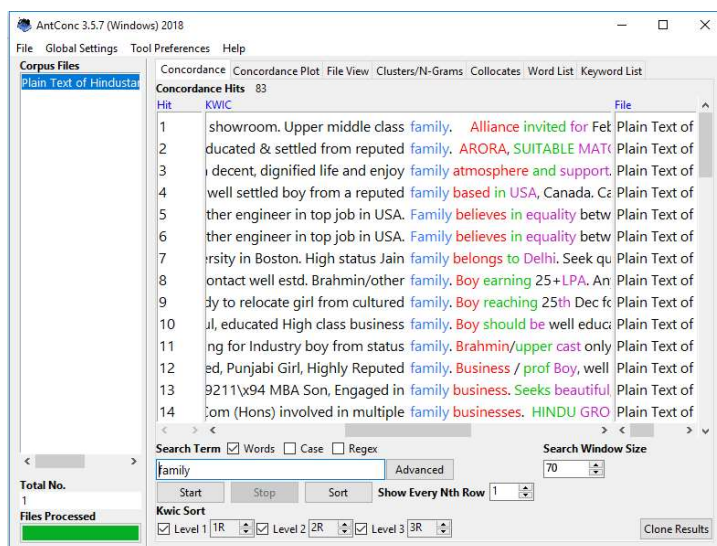 AntConc 3.5.7 (Windows) 2018
File Global Settings Tool Preferences Help
Corpus Files
Plain Text of Hindustan
Total No.
1
Files Processed
Concordance Concordance Plot File View Clusters/N-Grams Collocates Word List Keyword List
Concordance Hits 83
Hit KWIC File
1 showroom. Upper middle class family. Alliance invited for Feb Plain Text of
2 ducated & settled from reputed family. ARORA, SUITABLE MATC Plain Text of
3 decent, dignified life and enjoy family atmosphere and support. Plain Text of
4 well settled boy from a reputed family based in USA, Canada. Ca Plain Text of
5 ther engineer in top job in USA. Family believes in equality betw Plain Text of
6 ther engineer in top job in USA. Family believes in equality betw Plain Text of
7 rsity in Boston. High status Jain family belongs to Delhi. Seek qu Plain Text of
8 ontact well estd. Brahmin/other family. Boy earning 25+LPA. An Plain Text of
9 dy to relocate girl from cultured family. Boy reaching 25th Dec fo Plain Text of
10 ul, educated High class business family. Boy should be well educa Plain Text of
11 ng for Industry boy from status family. Brahmin/upper cast only Plain Text of
12 ed, Punjabi Girl, Highly Reputed family. Business / prof Boy, well Plain Text of
13 9211\x94 MBA Son, Engaged in family business. Seeks beautiful, Plain Text of
14 om (Hons) involved in multiple family businesses. HINDU GRO Plain Text of
Search Term Words Case Regex Search Window Size
family Advanced 70
Start Stop Sort Show Every Nth Row 1
Kwic Sort
Level 1 1R Level 2 2R Level 3 3R Clone Results